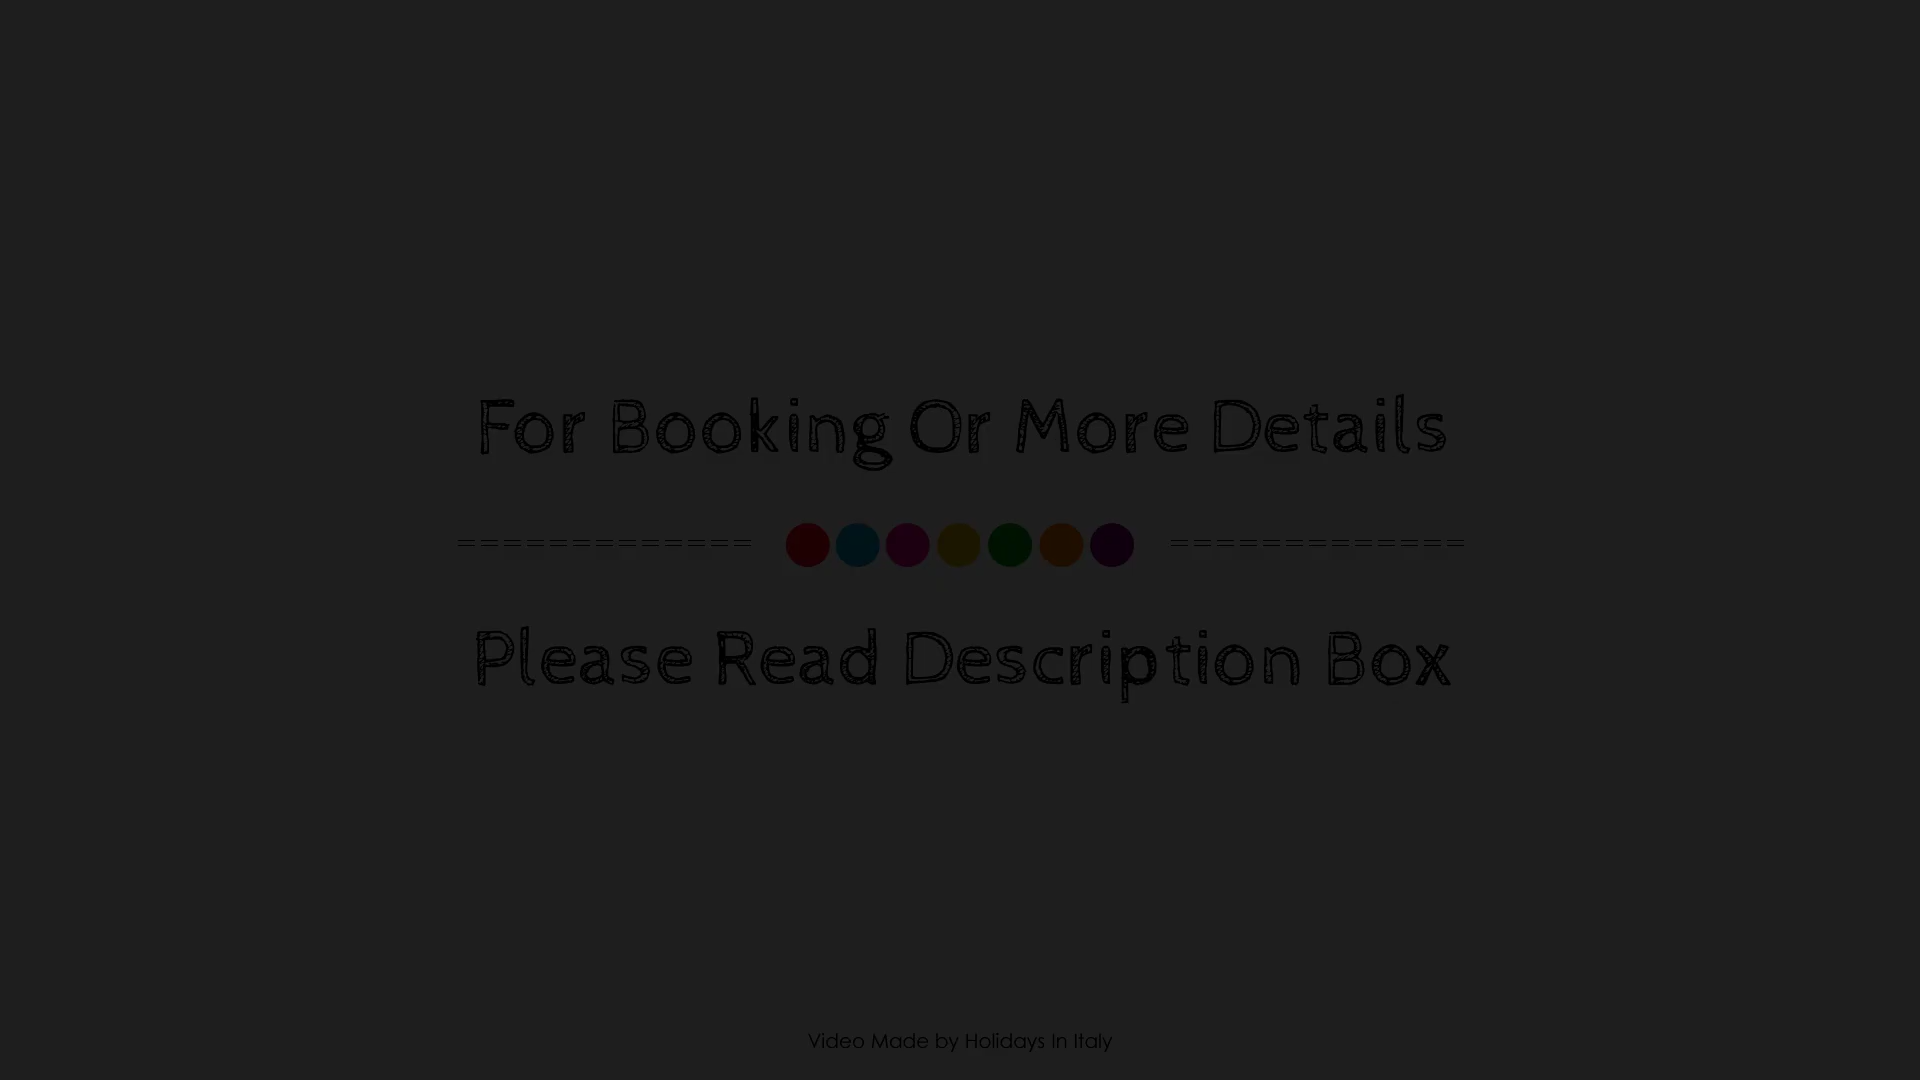 For Booking Or More Details
============= =============
Please Read Description Box
Video Made by Holidays In Italy